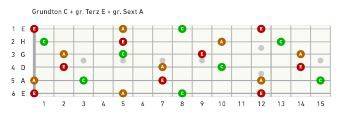 Grundton C + gr. Terz E + gr. Sext A
1 E E A C E
2 H C E A C
3 G A C E A
4 D E A C E
5 A A C E A
6 E E A C E
1 2 3 4 5 6 7 8 9 10 11 12 13 14 15